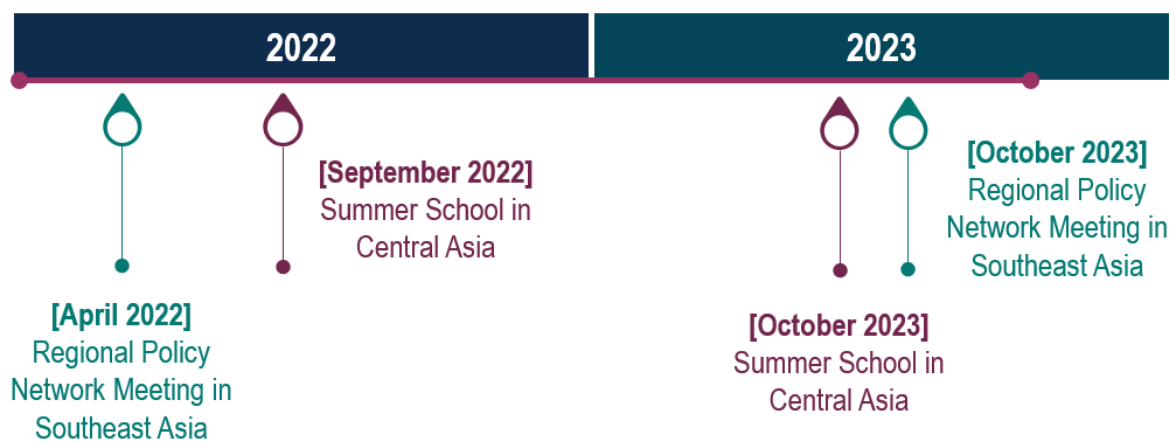 2022
2023
[April 2022]
Regional Policy
Network Meeting in
Southeast Asia
[September 2022]
Summer School in
Central Asia
[October 2023]
Summer School in
Central Asia
[October 2023]
Regional Policy
Network Meeting in
Southeast Asia